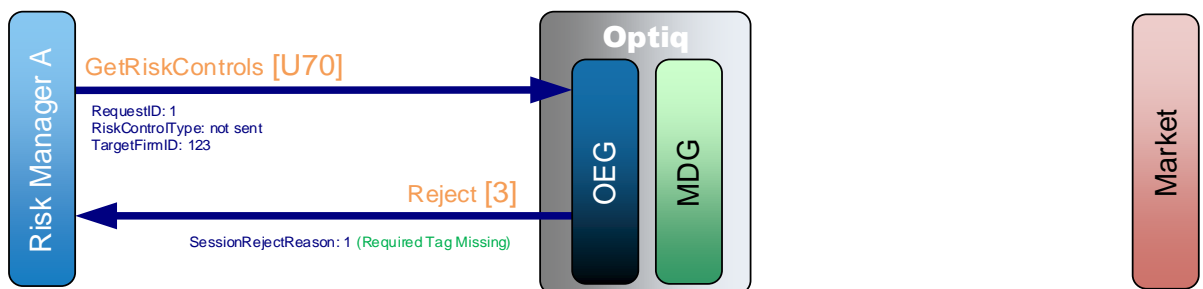 Risk Manager A
GetRiskControls [U70]
RequestID: 1
RiskControlType: not sent
TargetFirmID: 123
Reject [3]
SessionRejectReason: 1 (Required Tag Missing)
Optiq
OEG
MDG
Market